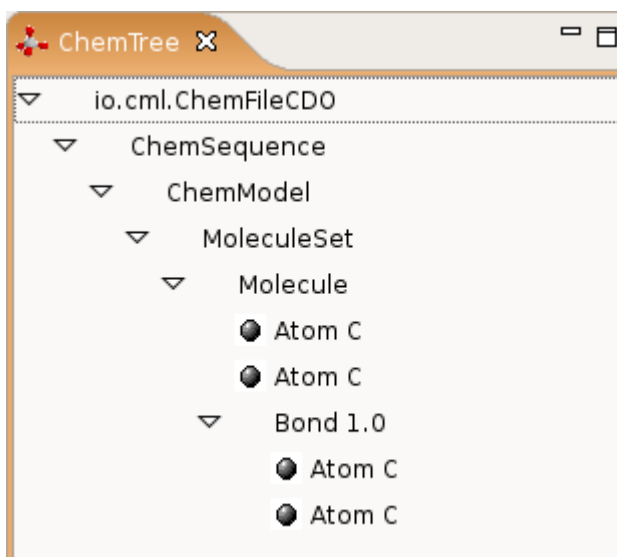 ChemTree
io.cml.ChemFileCDO
ChemSequence
ChemModel
MoleculeSet
Molecule
Atom C
Atom C
Bond 1.0
Atom C
Atom C